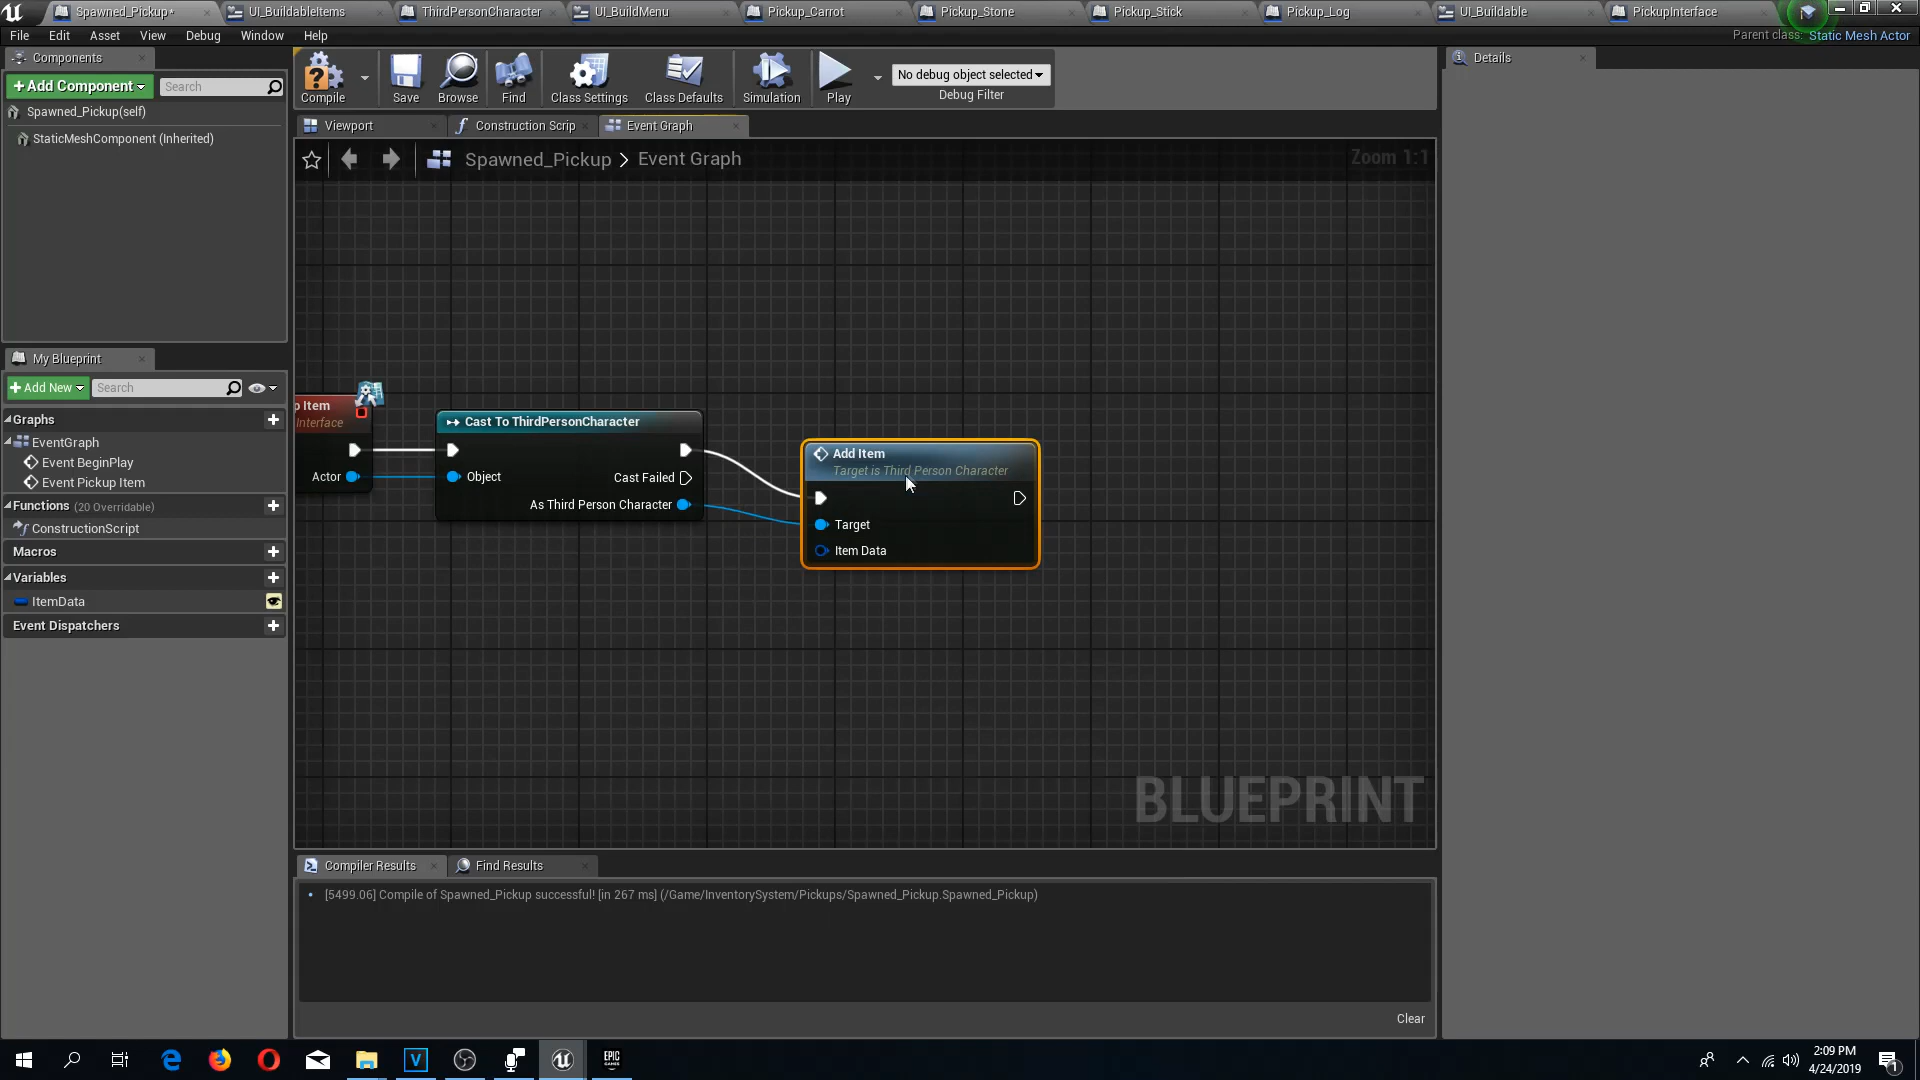 Spawned_Pickup*
UI_BuildableItems
ThirdPersonCharacter
UI_BuildMenu
Pickup_Carrot
Pickup_Stone
Pickup_Stick
Pickup_Log
UI_Buildable
PickupInterface
File Edit Asset View Debug Window Help
Parent class: Static Mesh Actor
Components
+Add Component
Search
Spawned_Pickup(self)
StaticMeshComponent (Inherited)
Compile
Save
Browse
Find
Class Settings
Class Defaults
Simulation
Play
No debug object selected
Debug Filter
Details
Viewport
Construction Scrip
Event Graph
Spawned_Pickup > Event Graph
Zoom 1:1
My Blueprint
+Add New
Search
Graphs
EventGraph
Event BeginPlay
Event Pickup Item
Functions (20 Overridable)
ConstructionScript
Macros
Variables
ItemData
Event Dispatchers
p Item
Interface
Actor
Cast To ThirdPersonCharacter
Object
Cast Failed
As Third Person Character
Add Item
Target is Third Person Character
Target
Item Data
BLUEPRINT
Compiler Results
Find Results
[5499.06] Compile of Spawned_Pickup successful! [in 267 ms] (/Game/InventorySystem/Pickups/Spawned_Pickup.Spawned_Pickup)
Clear
V
EPIC
2:09 PM
4/24/2019
1